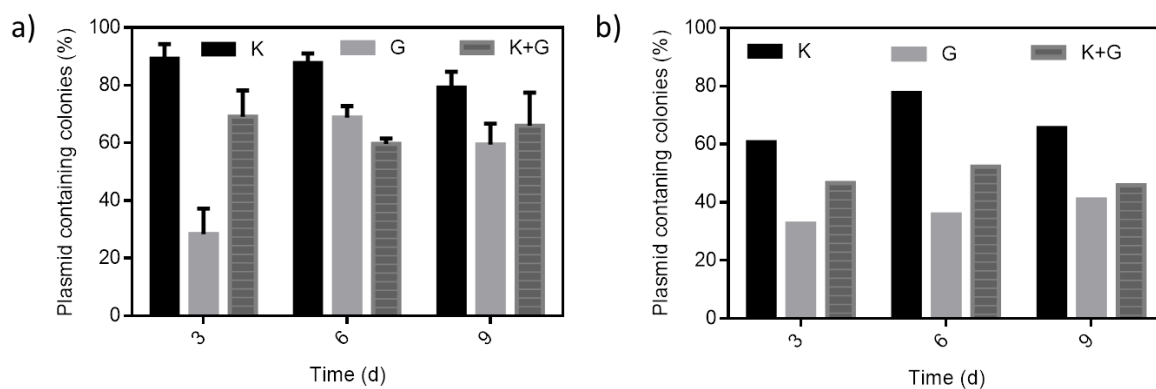 a)
Plasmid containing colonies (%)
100
80
60
40
20
0
K
G
K+G
3
6
9
Time (d)
b)
Plasmid contaning colonies (%)
100
80
60
40
20
0
K
G
K+G
3
6
9
Time (d)